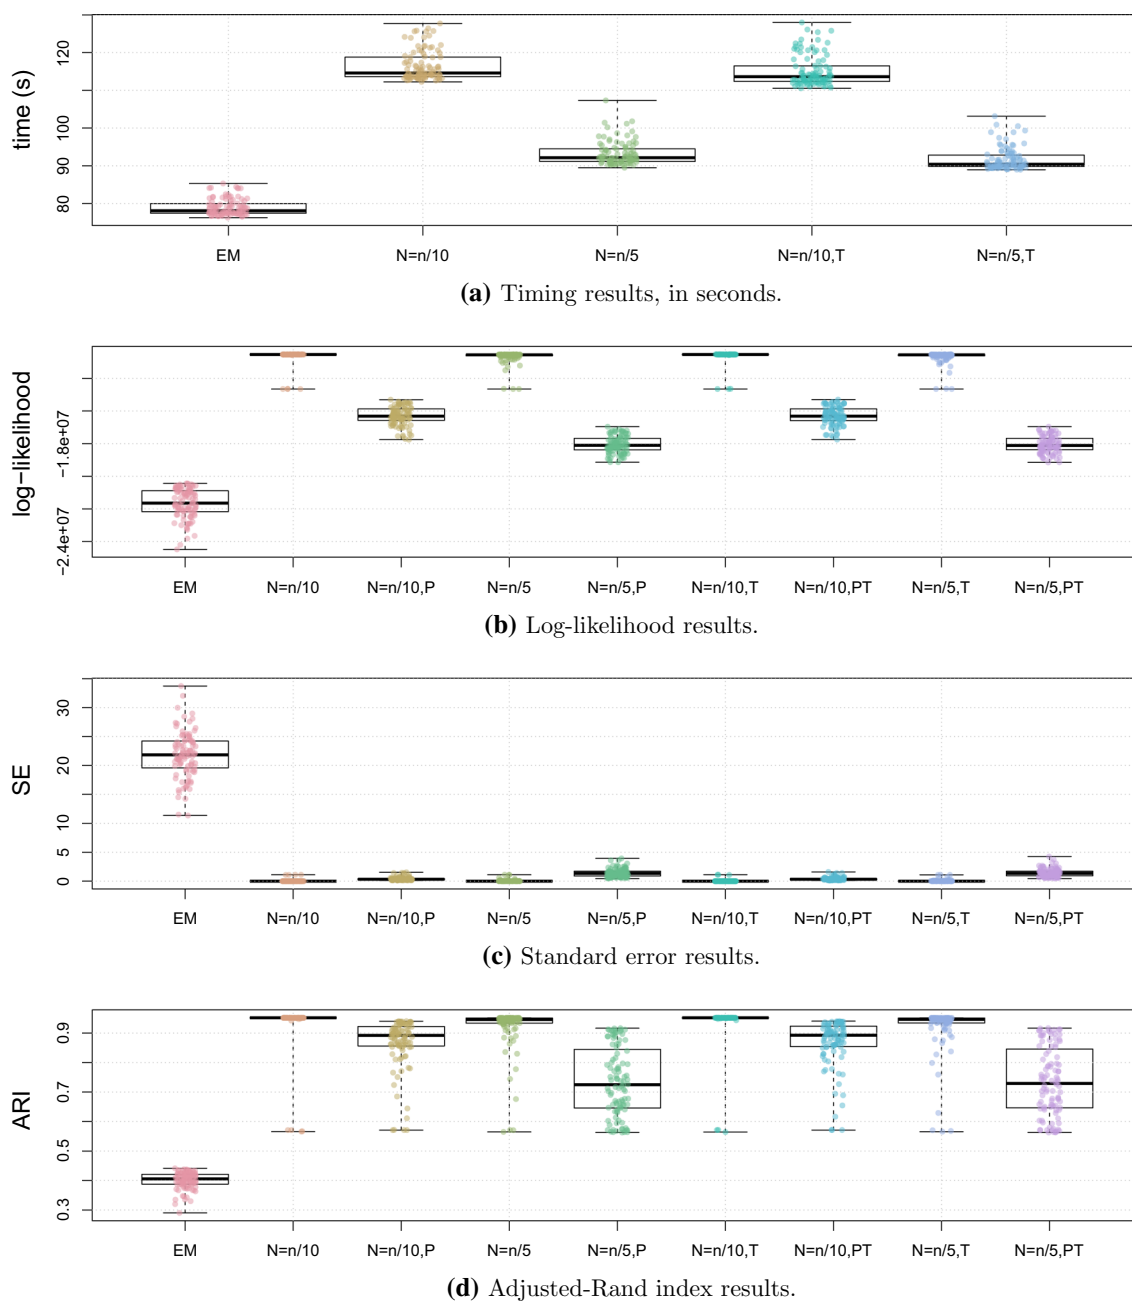 time (s)
120
100
90
80
EM N=n/10 N=n/5 N=n/10,T N=n/5,T
(a) Timing results, in seconds.
log−likelihood
−1.8e+07
−2.4e+07
EM N=n/10 N=n/10,P N=n/5 N=n/5,P N=n/10,T N=n/10,PT N=n/5,T N=n/5,PT
(b) Log-likelihood results.
SE
30
20
10
5
0
EM N=n/10 N=n/10,P N=n/5 N=n/5,P N=n/10,T N=n/10,PT N=n/5,T N=n/5,PT
(c) Standard error results.
ARI
0.9
0.7
0.5
0.3
EM N=n/10 N=n/10,P N=n/5 N=n/5,P N=n/10,T N=n/10,PT N=n/5,T N=n/5,PT
(d) Adjusted-Rand index results.